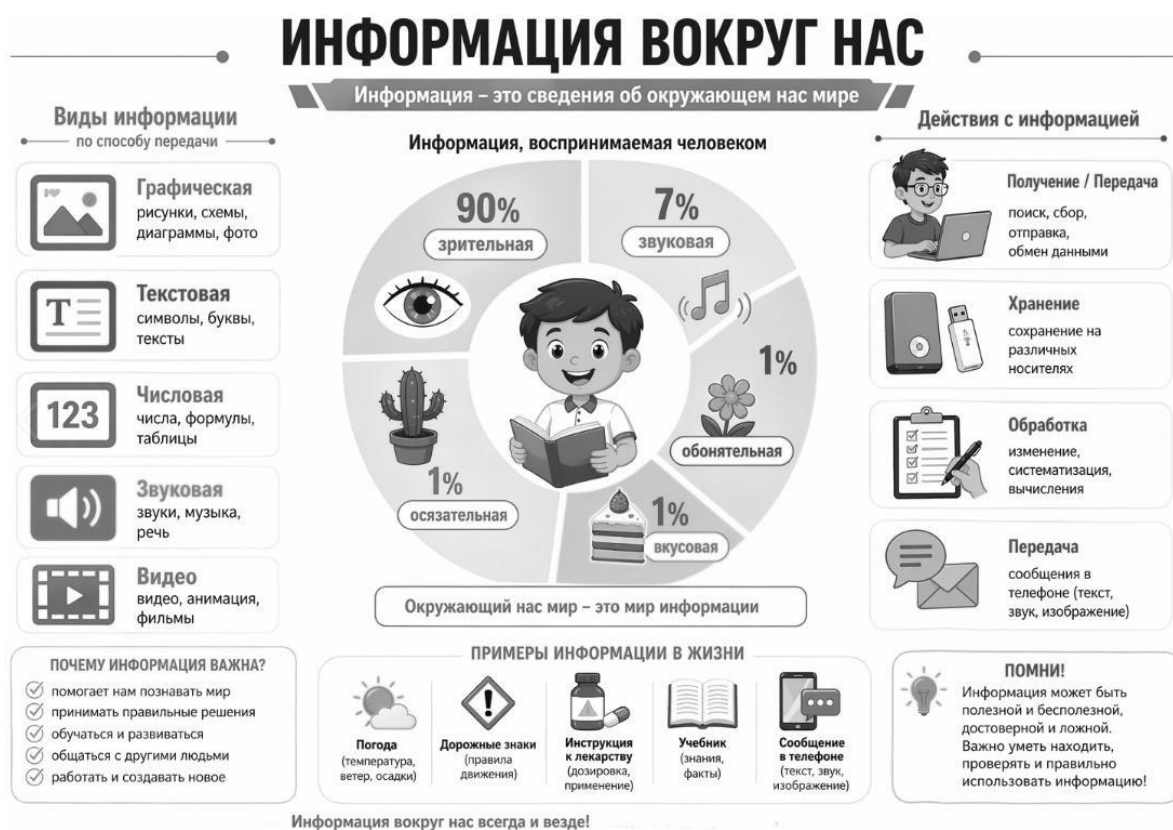 ИНФОРМАЦИЯ ВОКРУГ НАС
Информация – это сведения об окружающем нас мире
Виды информации
по способу передачи
Графическая
рисунки, схемы,
диаграммы, фото
T
Текстовая
символы, буквы,
тексты
123
Числовая
числа, формулы,
таблицы
Звуковая
звуки, музыка,
речь
Видео
видео, анимация,
фильмы
Информация, воспринимаемая человеком
90%
зрительная
7%
звуковая
1%
обонятельная
1%
вкусовая
1%
осязательная
Окружающий нас мир – это мир информации
Действия с информацией
Получение / Передача
поиск, сбор,
отправка,
обмен данными
Хранение
сохранение на
различных
носителях
Обработка
изменение,
систематизация,
вычисления
Передача
сообщения в
телефоне (текст,
звук, изображение)
ПОЧЕМУ ИНФОРМАЦИЯ ВАЖНА?
помогает нам познавать мир
принимать правильные решения
обучаться и развиваться
общаться с другими людьми
работать и создавать новое
ПРИМЕРЫ ИНФОРМАЦИИ В ЖИЗНИ
Погода
(температура,
ветер, осадки)
Дорожные знаки
(правила
движения)
Инструкция
к лекарству
(дозировка,
применение)
Учебник
(знания,
факты)
Сообщение
в телефоне
(текст, звук,
изображение)
ПОМНИ!
Информация может быть
полезной и бесполезной,
достоверной и ложной.
Важно уметь находить,
проверять и правильно
использовать информацию!
Информация вокруг нас всегда и везде!